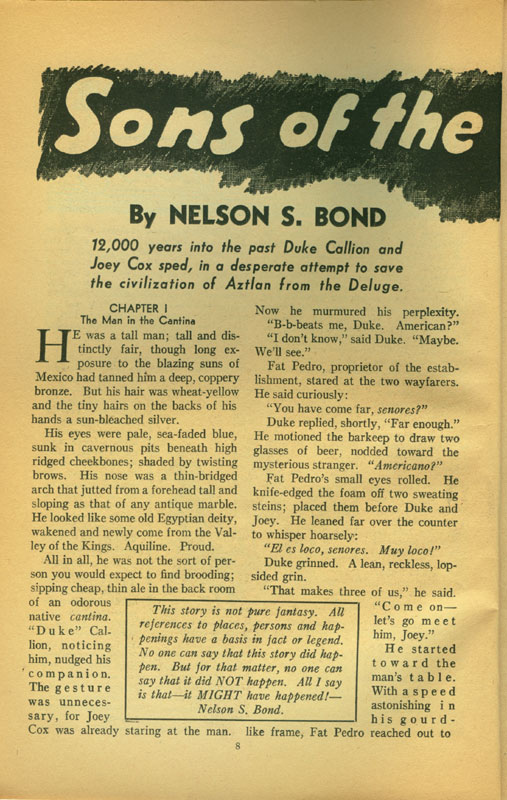 Sons of the
By NELSON S. BOND
12,000 years into the past Duke Callion and
Joey Cox sped, in a desperate attempt to save
the civilization of Aztlan from the Deluge.
CHAPTER I
The Man in the Cantina
HE was a tall man; tall and dis-
tinctly fair, though long ex-
posure to the blazing suns of
Mexico had tanned him a deep, coppery
bronze. But his hair was wheat-yellow
and the tiny hairs on the backs of his
hands a sun-bleached silver.
His eyes were pale, sea-faded blue,
sunk in cavernous pits beneath high
ridged cheekbones; shaded by twisting
brows. His nose was a thin-bridged
arch that jutted from a forehead tall and
sloping as that of any antique marble.
He looked like some old Egyptian deity,
wakened and newly come from the Val-
ley of the Kings. Aquiline. Proud.
All in all, he was not the sort of per-
son you would expect to find brooding;
sipping cheap, thin ale in the back room
of an odorous
native cantina.
"Duke" Cal-
lion, noticing
him, nudged his
companion.
The gesture
was unneces-
sary, for Joey
Cox was already staring at the man.
Now he murmured his perplexity.
"B-b-beats me, Duke. American?"
"I don't know," said Duke. "Maybe.
We'll see."
Fat Pedro, proprietor of the estab-
lishment, stared at the two wayfarers.
He said curiously:
"You have come far, senores?"
Duke replied, shortly, "Far enough."
He motioned the barkeep to draw two
glasses of beer, nodded toward the
mysterious stranger. "Americano?"
Fat Pedro's small eyes rolled. He
knife-edged the foam off two sweating
steins; placed them before Duke and
Joey. He leaned far over the counter
to whisper hoarsely:
"El es loco, senores. Muy loco!"
Duke grinned. A lean, reckless, lop-
sided grin.
"That makes three of us," he said.
"Come on—
let's go meet
him, Joey."
He started
toward the
man's table.
With a speed
astonishing in
his gourd-
like frame, Fat Pedro reached out to
This story is not pure fantasy. All
references to places, persons and hap-
penings have a basis in fact or legend.
No one can say that this story did hap-
pen. But for that matter, no one can
say that it did NOT happen. All I say
is that—it MIGHT have happened!—
Nelson S. Bond.
8